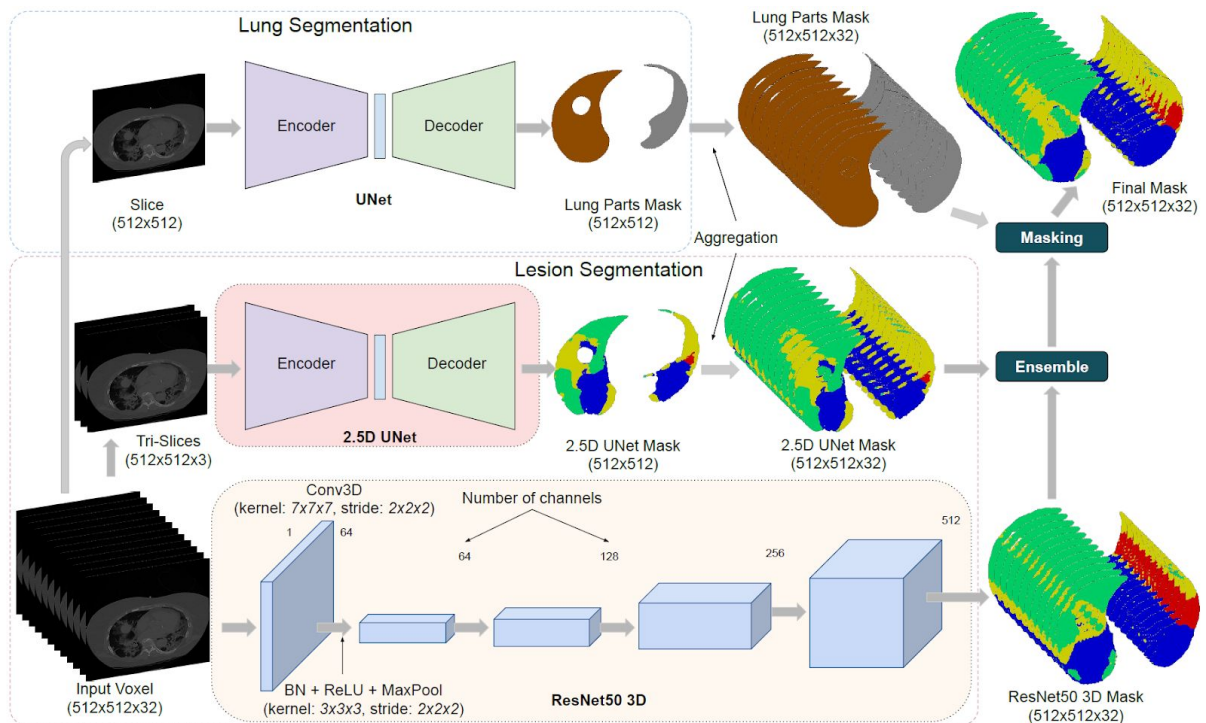 Lung Segmentation
Slice
(512x512)
Encoder
Decoder
UNet
Lung Parts Mask
(512x512)
Lung Parts Mask
(512x512x32)
Final Mask
(512x512x32)
Masking
Aggregation
Lesion Segmentation
Tri-Slices
(512x512x3)
Encoder
Decoder
2.5D UNet
2.5D UNet Mask
(512x512)
2.5D UNet Mask
(512x512x32)
Ensemble
Input Voxel
(512x512x32)
Conv3D
(kernel: 7x7x7, stride: 2x2x2)
Number of channels
1
64
64
128
256
512
BN + ReLU + MaxPool
(kernel: 3x3x3, stride: 2x2x2)
ResNet50 3D
ResNet50 3D Mask
(512x512x32)